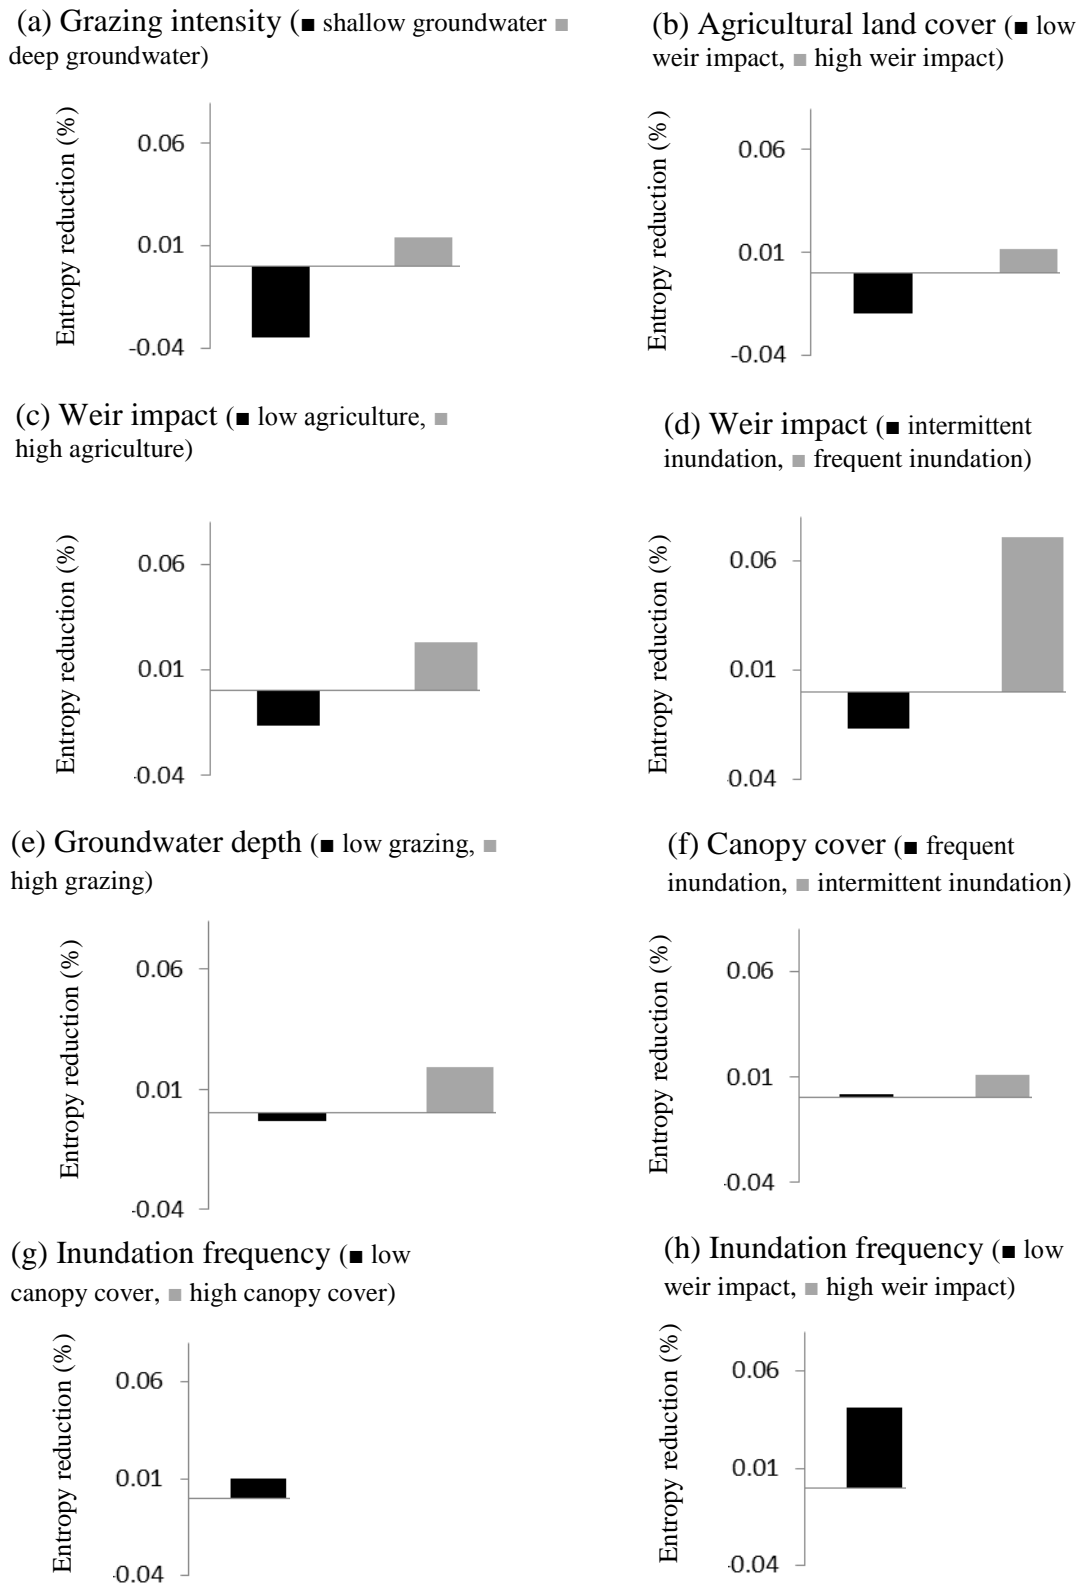 (a) Grazing intensity (■ shallow groundwater ■
deep groundwater)
Entropy reduction (%)
0.06
0.01
-0.04
(b) Agricultural land cover (■ low
weir impact, ■ high weir impact)
Entropy reduction (%)
0.06
0.01
-0.04
(c) Weir impact (■ low agriculture, ■
high agriculture)
Entropy reduction (%)
0.06
0.01
-0.04
(d) Weir impact (■ intermittent
inundation, ■ frequent inundation)
Entropy reduction (%)
0.06
0.01
-0.04
(e) Groundwater depth (■ low grazing, ■
high grazing)
Entropy reduction (%)
0.06
0.01
-0.04
(f) Canopy cover (■ frequent
inundation, ■ intermittent inundation)
Entropy reduction (%)
0.06
0.01
-0.04
(g) Inundation frequency (■ low
canopy cover, ■ high canopy cover)
Entropy reduction (%)
0.06
0.01
-0.04
(h) Inundation frequency (■ low
weir impact, ■ high weir impact)
Entropy reduction (%)
0.06
0.01
-0.04